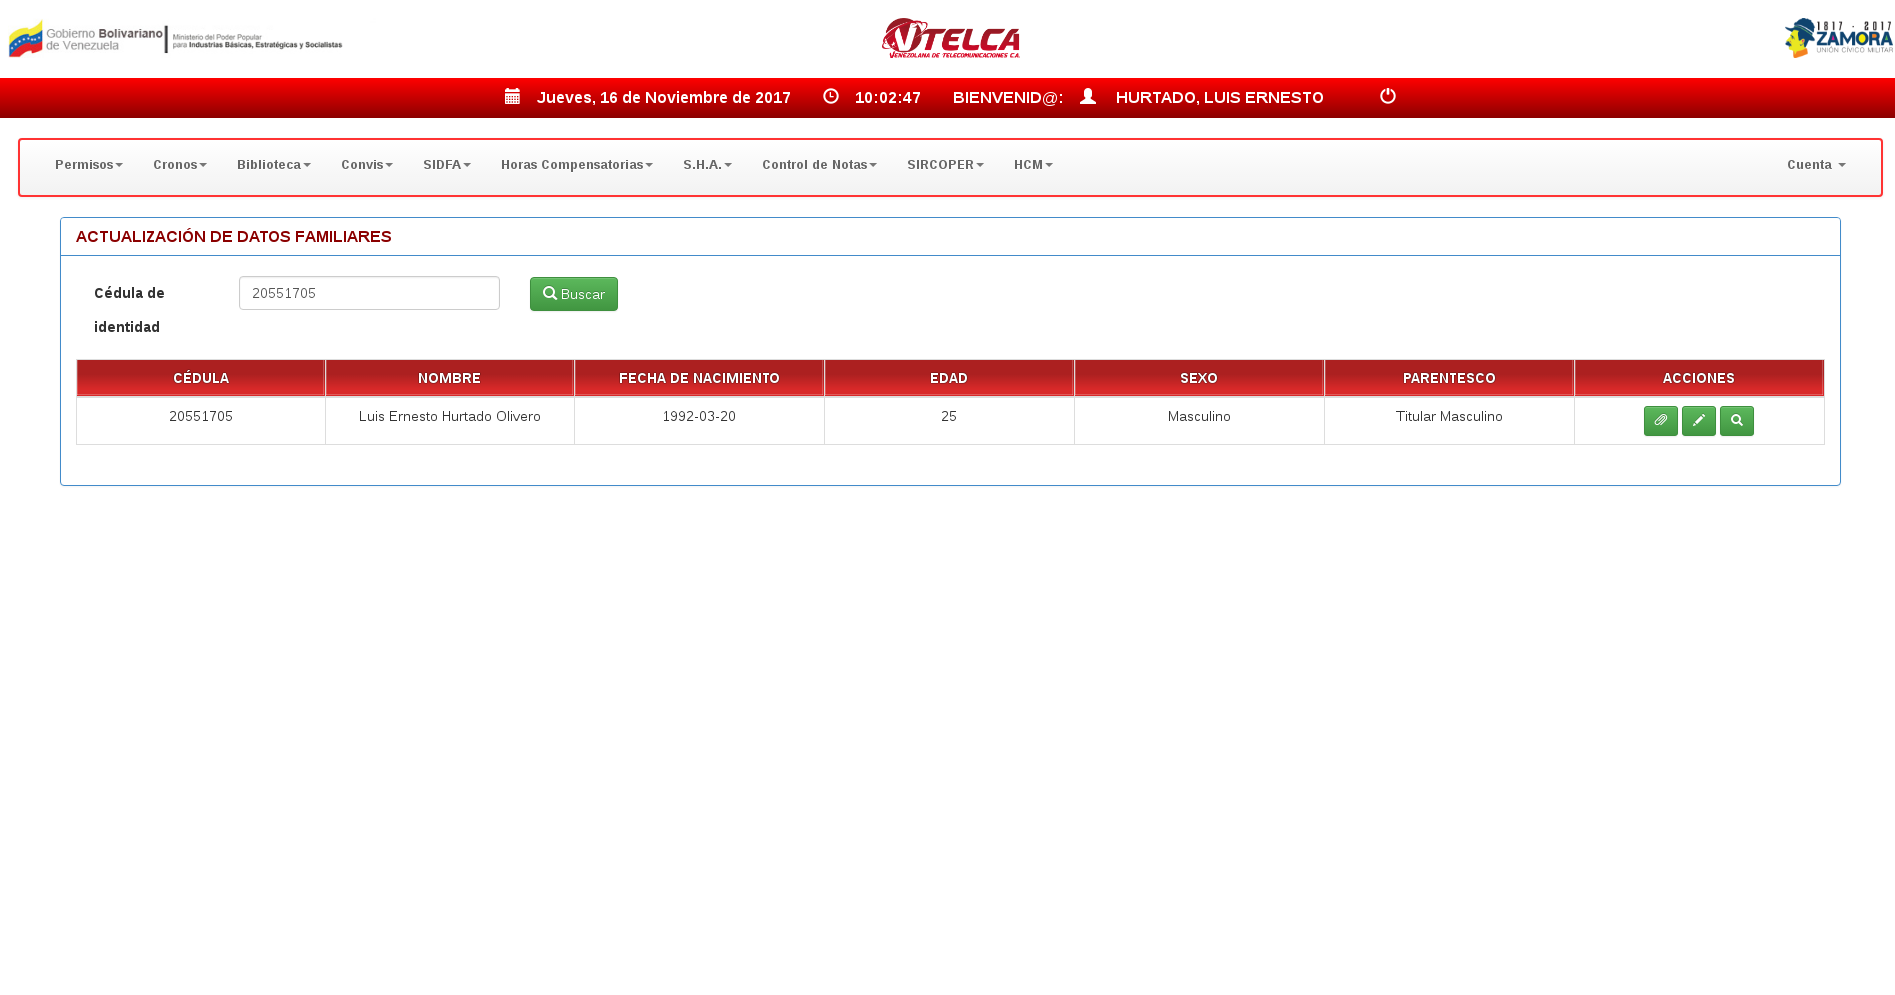 Gobierno Bolivariano
de Venezuela
Ministerio del Poder Popular
para Industrias Básicas, Estratégicas y Socialistas
VTELCA
VENEZOLANA DE TELECOMUNICACIONES C.A.
1817 - 2017
ZAMORA
UNIÓN CÍVICO MILITAR
Jueves, 16 de Noviembre de 2017 10:02:47 BIENVENID@: HURTADO, LUIS ERNESTO
Permisos Cronos Biblioteca Convis SIDFA Horas Compensatorias S.H.A. Control de Notas SIRCOPER HCM Cuenta
ACTUALIZACIÓN DE DATOS FAMILIARES
Cédula de
identidad
20551705
Buscar
CÉDULA NOMBRE FECHA DE NACIMIENTO EDAD SEXO PARENTESCO ACCIONES
20551705 Luis Ernesto Hurtado Olivero 1992-03-20 25 Masculino Titular Masculino